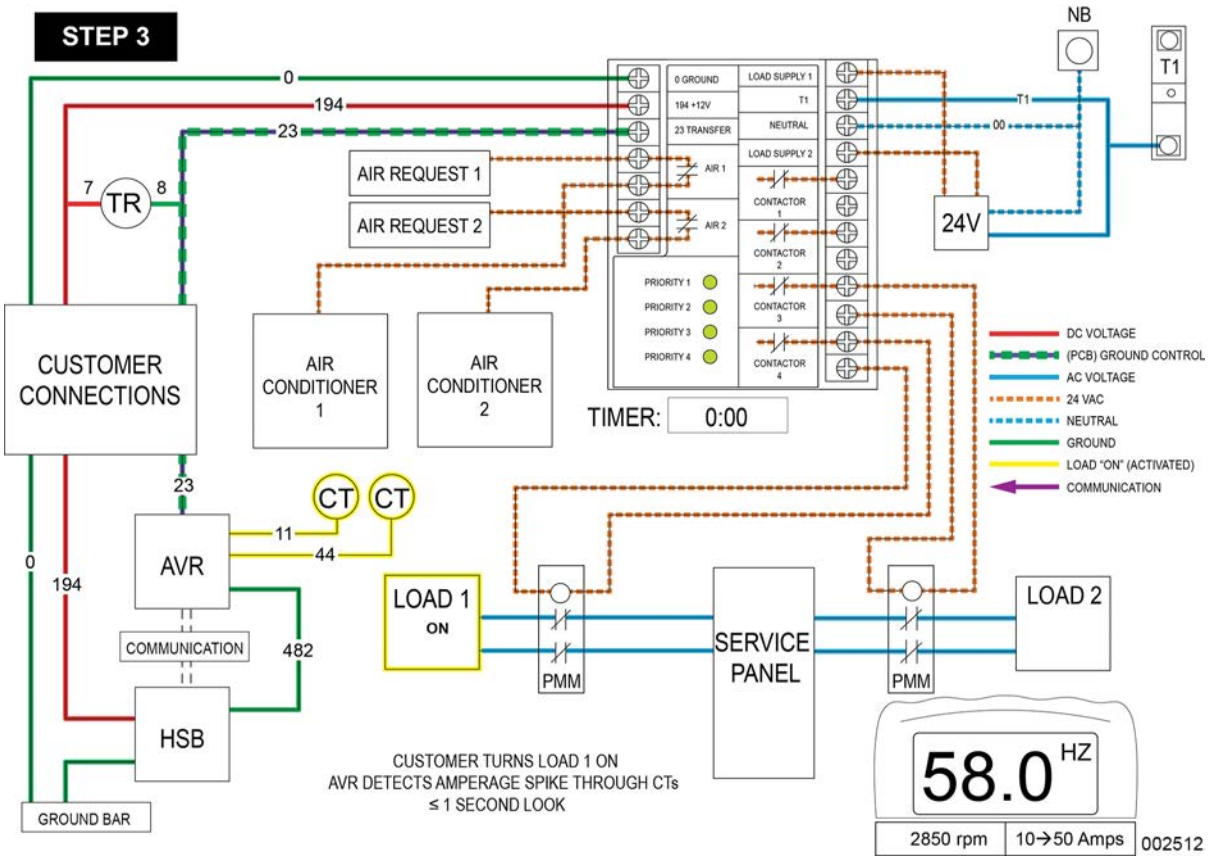 STEP 3
NB
T1
0
194
23
7
TR
8
0 GROUND
194 +12V
23 TRANSFER
AIR 1
AIR 2
LOAD SUPPLY 1
T1
NEUTRAL
LOAD SUPPLY 2
CONTACTOR
1
CONTACTOR
2
CONTACTOR
3
CONTACTOR
4
PRIORITY 1
PRIORITY 2
PRIORITY 3
PRIORITY 4
T1
00
24V
AIR REQUEST 1
AIR REQUEST 2
AIR
CONDITIONER
1
AIR
CONDITIONER
2
TIMER: 0:00
CUSTOMER
CONNECTIONS
DC VOLTAGE
(PCB) GROUND CONTROL
AC VOLTAGE
24 VAC
NEUTRAL
GROUND
LOAD "ON" (ACTIVATED)
COMMUNICATION
23
CT
CT
11
44
AVR
0
194
COMMUNICATION
482
HSB
GROUND BAR
LOAD 1
ON
PMM
SERVICE
PANEL
PMM
LOAD 2
CUSTOMER TURNS LOAD 1 ON
AVR DETECTS AMPERAGE SPIKE THROUGH CTs
≤ 1 SECOND LOOK
58.0 HZ
2850 rpm
10→50 Amps
002512